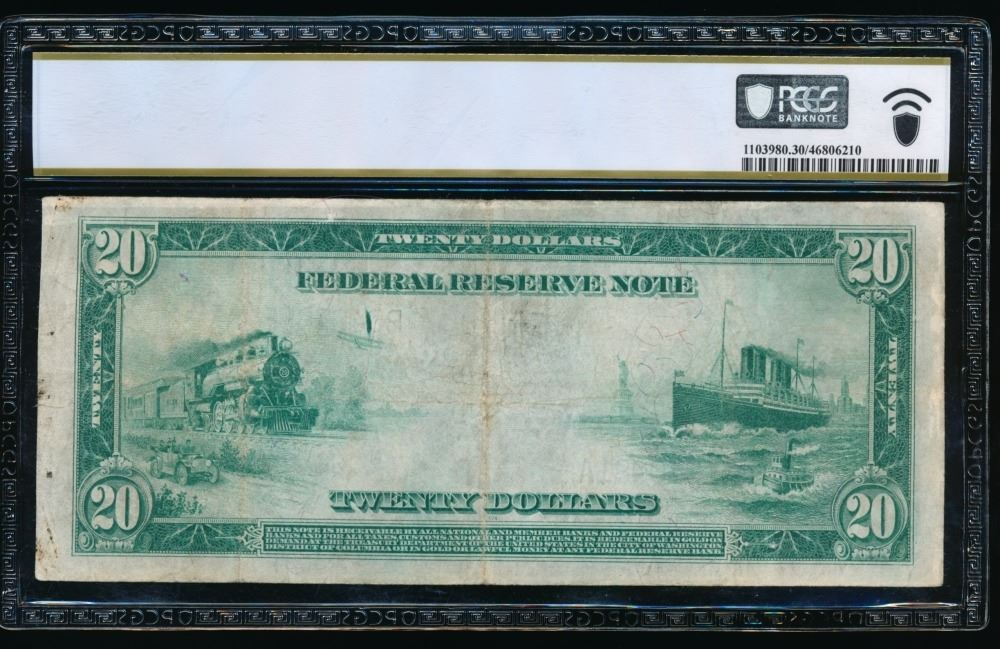 PCGS
BANKNOTE
1103980.30/46806210
20
TWENTY DOLLARS
20
FEDERAL RESERVE NOTE
TWENTY
TWENTY
TWENTY DOLLARS
20
20
THIS NOTE IS RECEIVABLE BY ALL NATIONAL AND MEMBER BANKS AND FEDERAL RESERVE
BANKS AND FOR ALL TAXES, CUSTOMS AND OTHER PUBLIC DUES. IT IS REDEEMABLE IN GOLD ON
DEMAND AT THE TREASURY DEPARTMENT OF THE UNITED STATES IN THE CITY OF WASHINGTON,
DISTRICT OF COLUMBIA OR IN GOLD OR LAWFUL MONEY AT ANY FEDERAL RESERVE BANK.